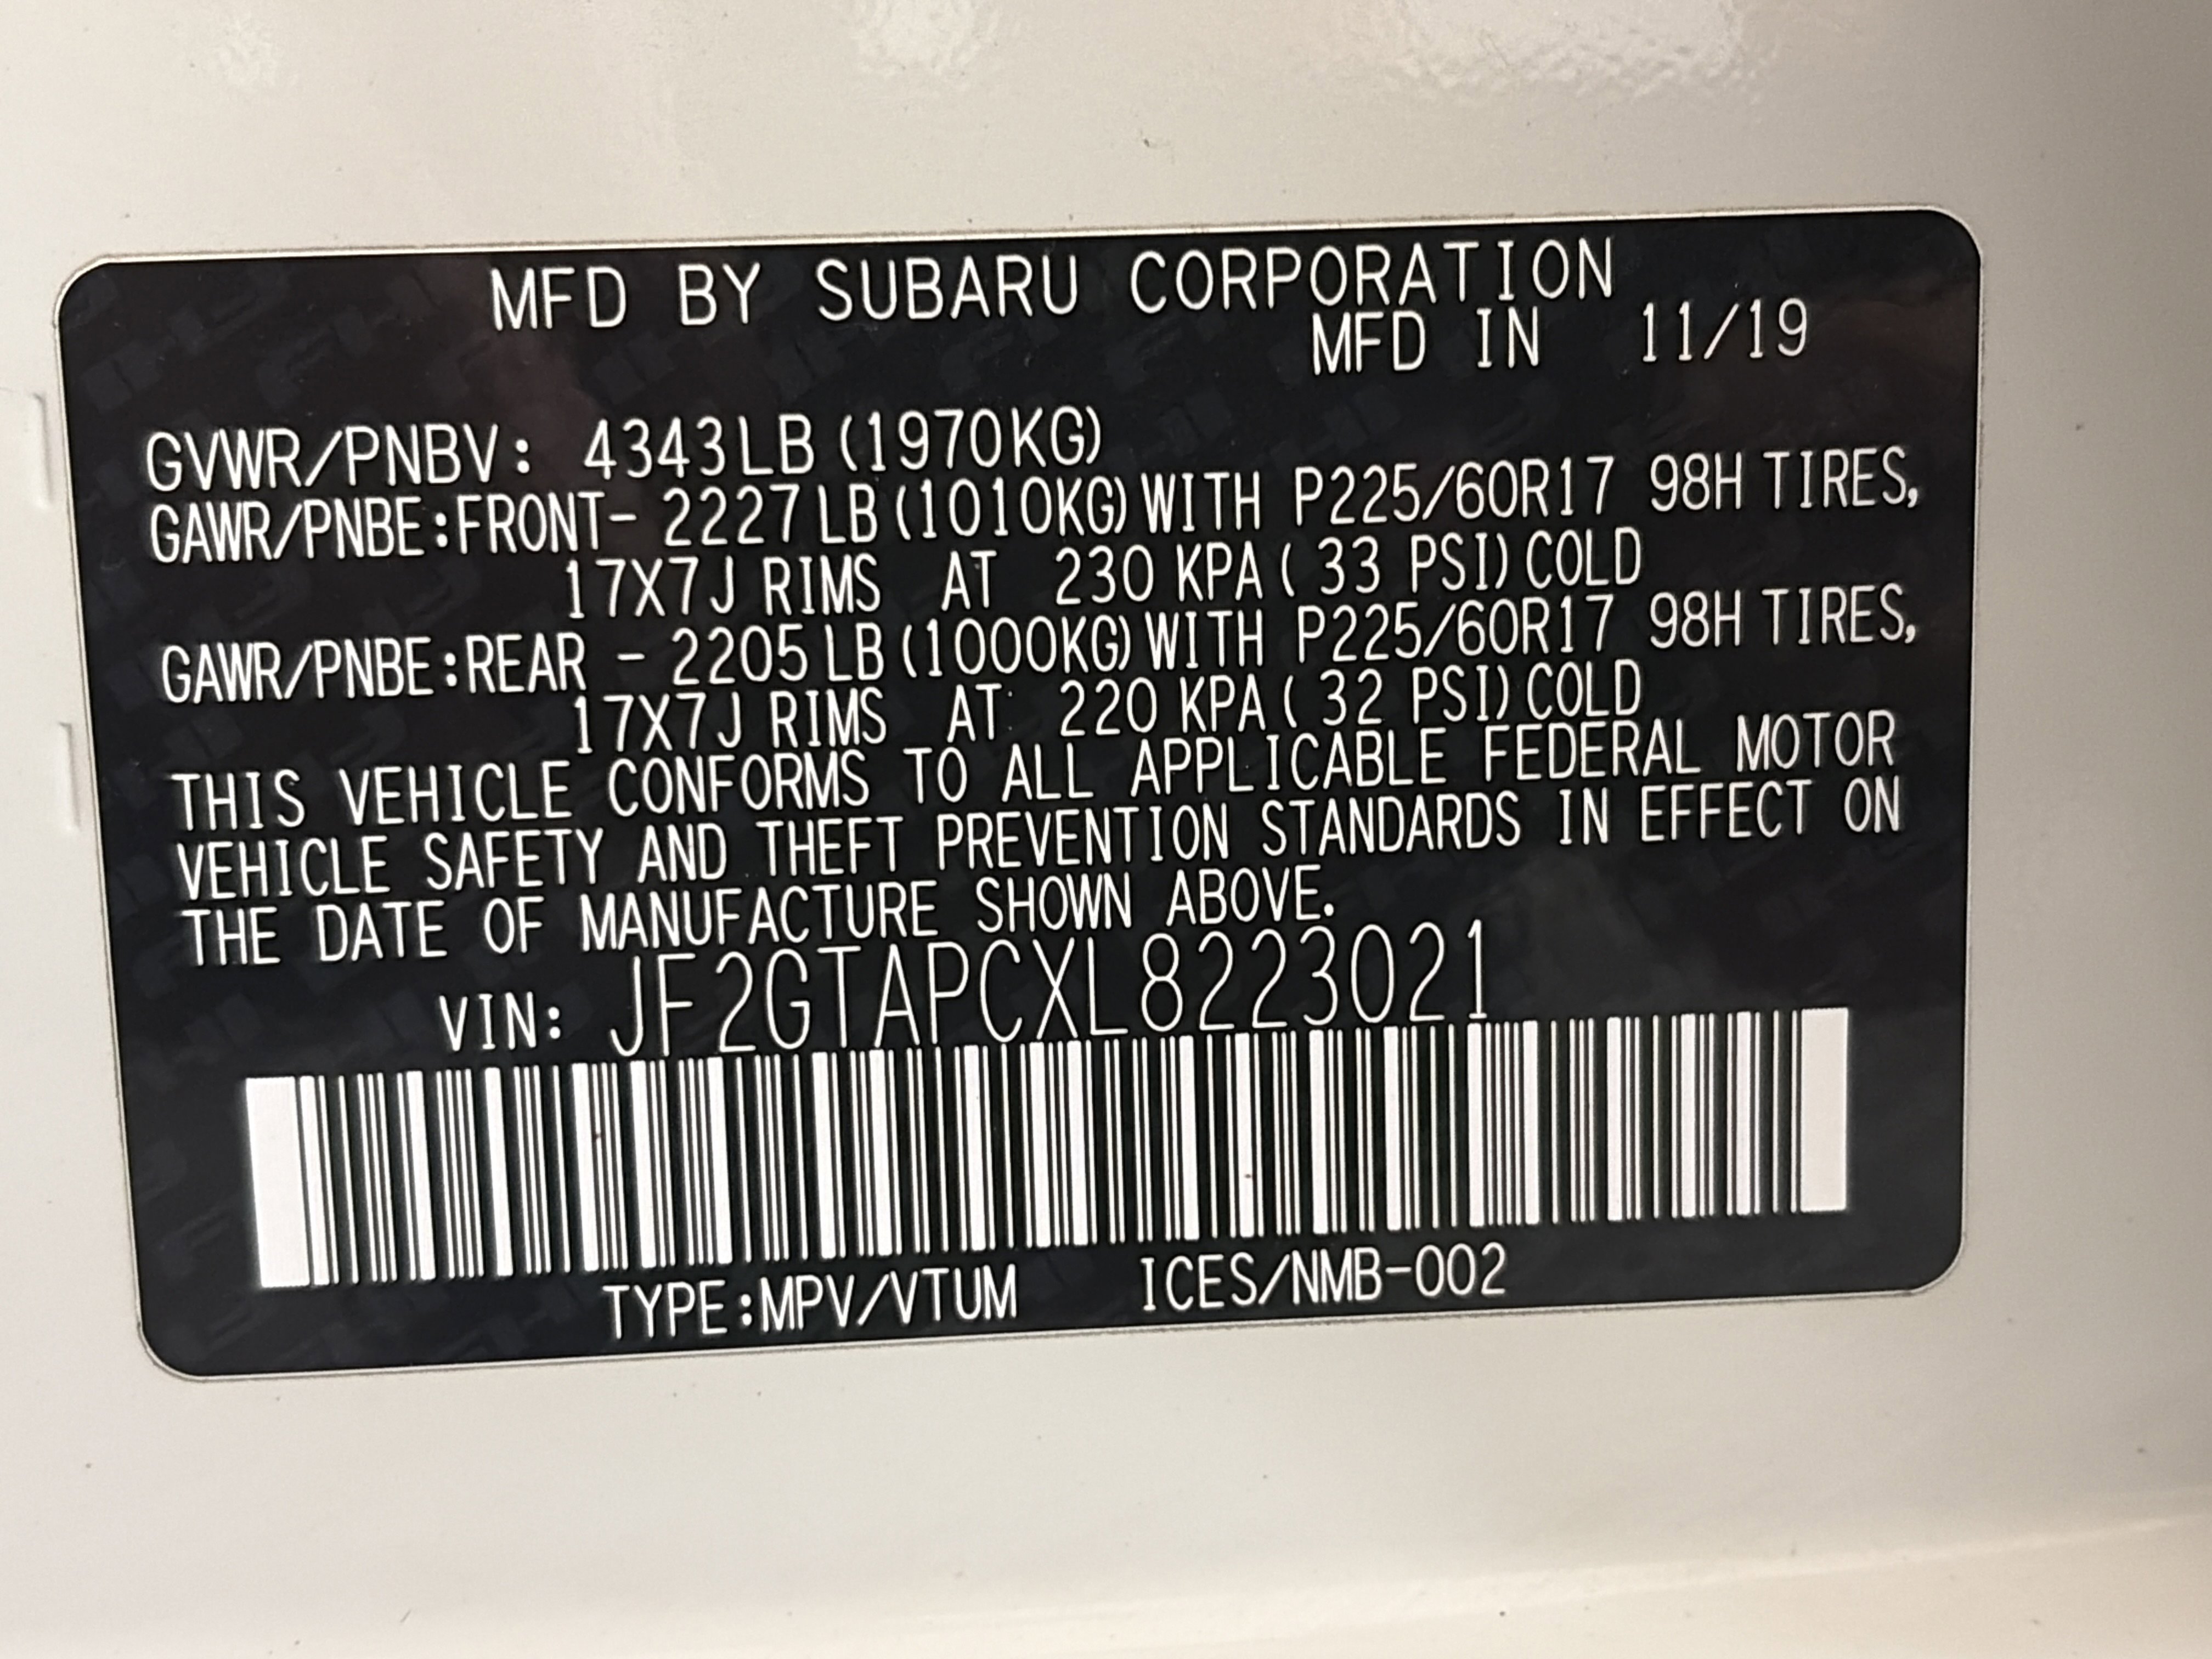 MFD BY SUBARU CORPORATION
MFD IN 11/19
GVWR/PNBV: 4343LB (1970KG)
GAWR/PNBE:FRONT- 2227LB (1010KG) WITH P225/60R17 98H TIRES,
17X7J RIMS AT 230 KPA ( 33 PSI) COLD
GAWR/PNBE:REAR - 2205LB (1000KG) WITH P225/60R17 98H TIRES,
17X7J RIMS AT 220 KPA ( 32 PSI) COLD
THIS VEHICLE CONFORMS TO ALL APPLICABLE FEDERAL MOTOR
VEHICLE SAFETY AND THEFT PREVENTION STANDARDS IN EFFECT ON
THE DATE OF MANUFACTURE SHOWN ABOVE.
VIN: JF2GTAPCXL8223021
TYPE:MPV/VTUM ICES/NMB-002